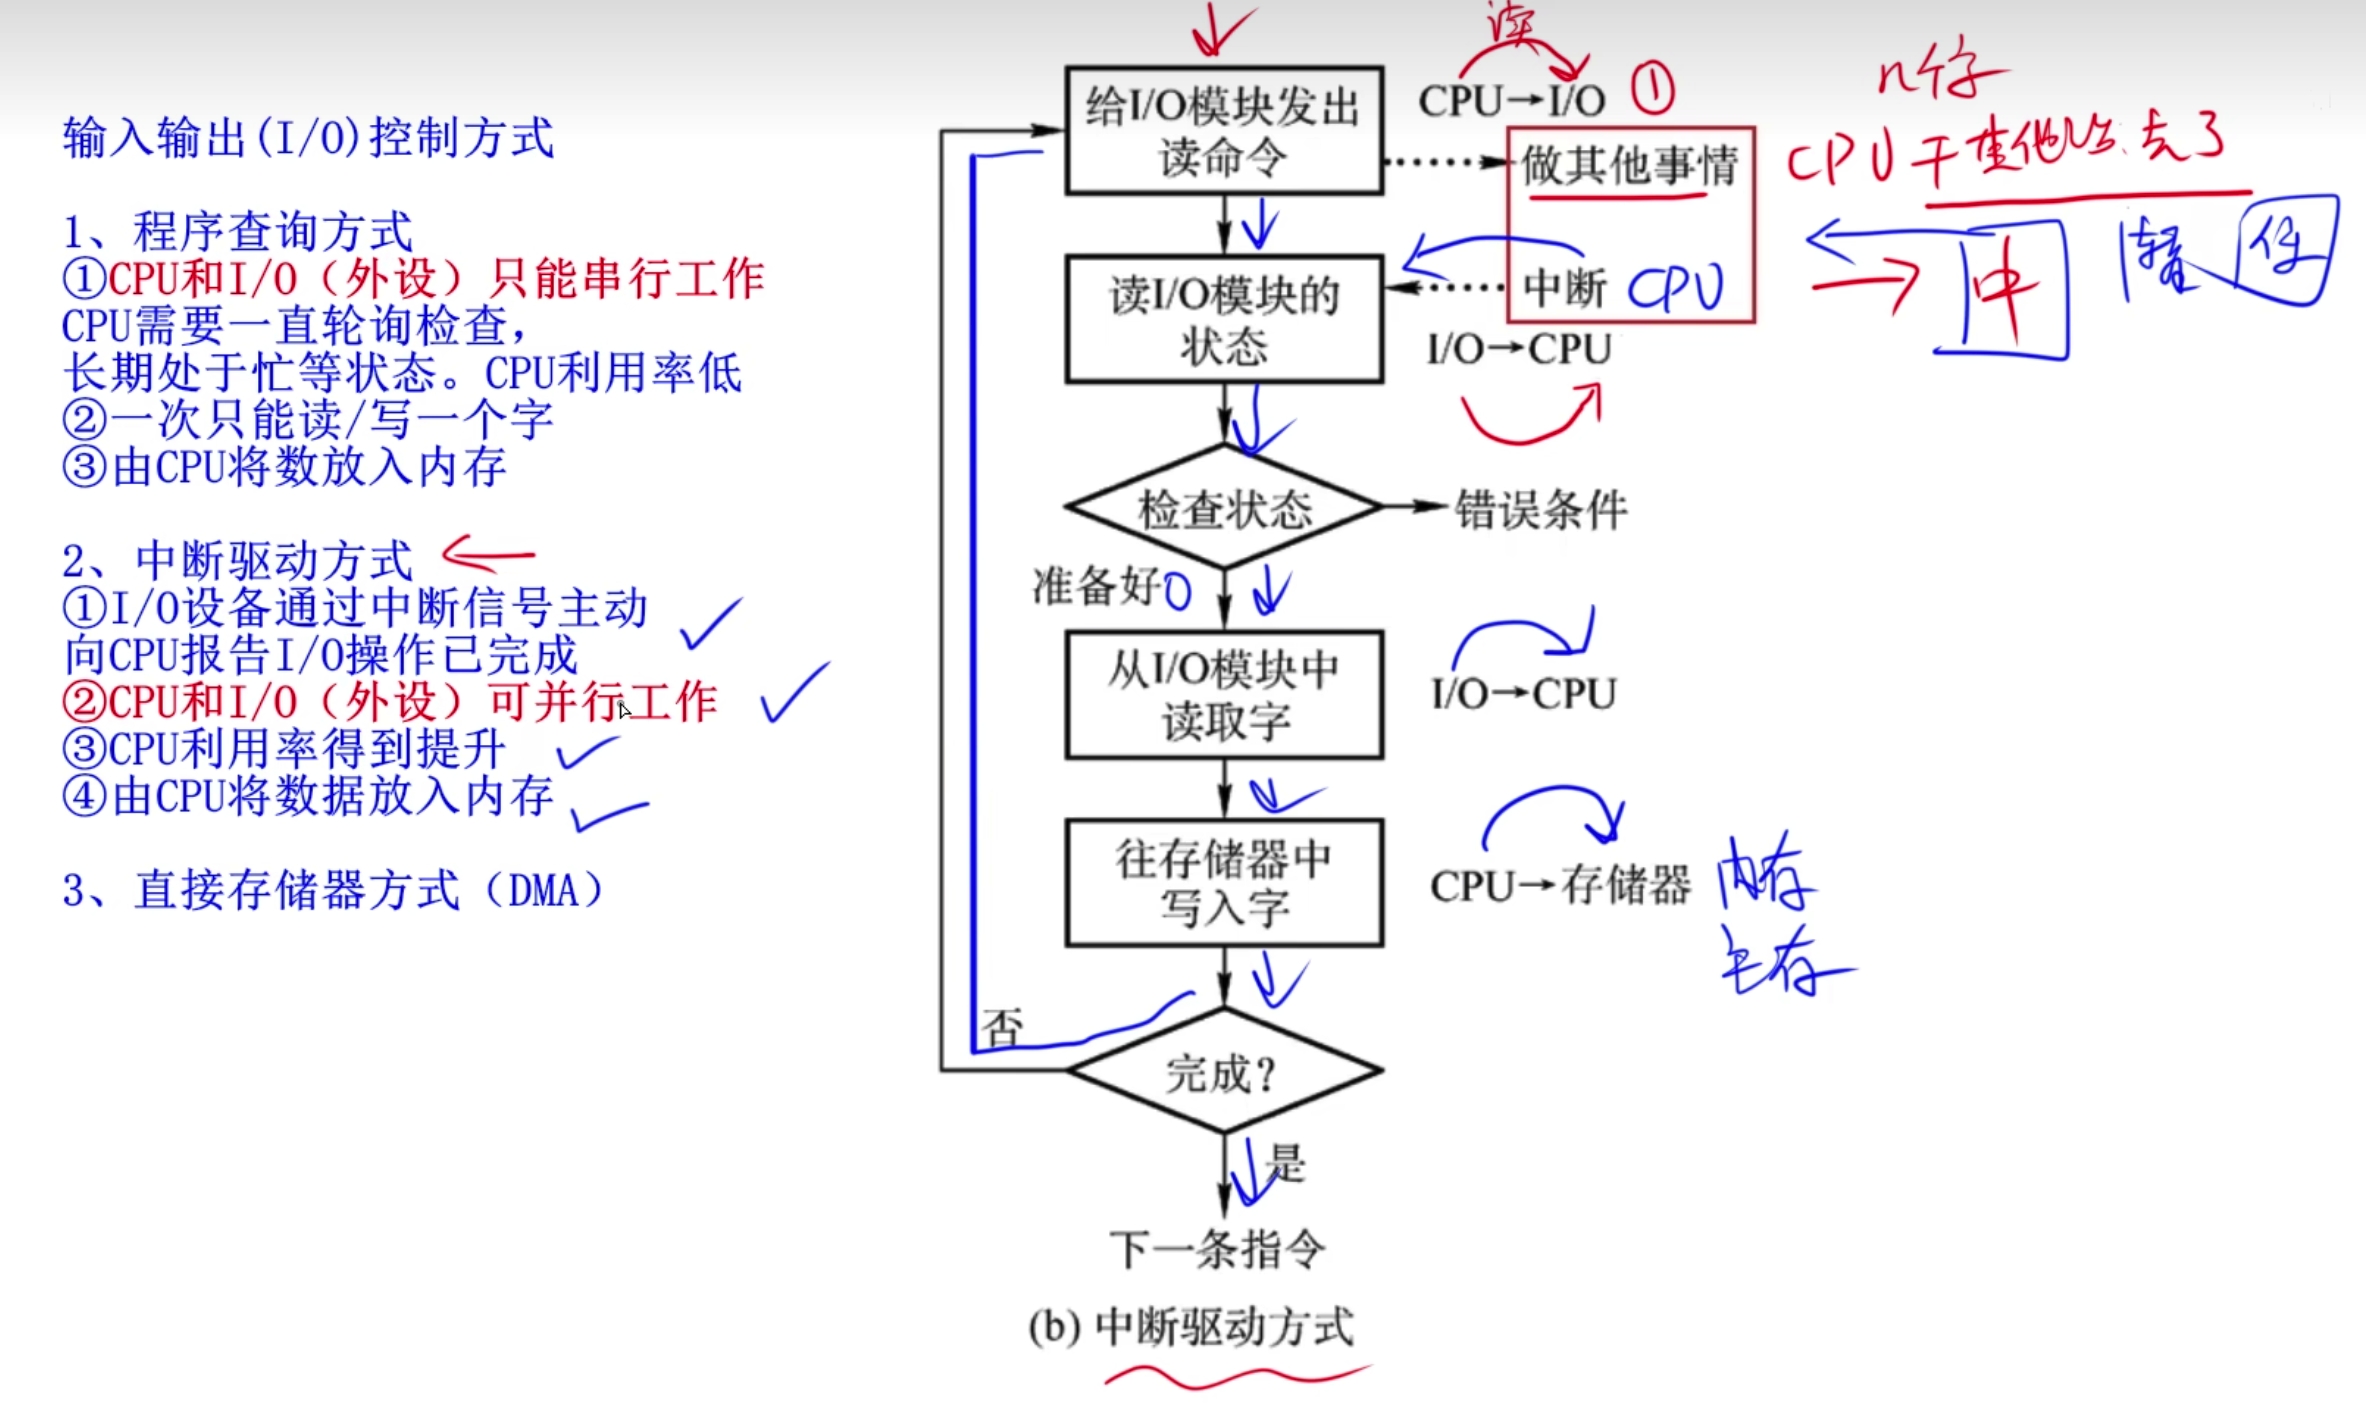 输入输出(I/O)控制方式
1、程序查询方式
①CPU和I/O（外设）只能串行工作
CPU需要一直轮询检查，
长期处于忙等状态。CPU利用率低
②一次只能读/写一个字
③由CPU将数放入内存
2、中断驱动方式
①I/O设备通过中断信号主动
向CPU报告I/O操作已完成
②CPU和I/O（外设）可并行工作
③CPU利用率得到提升
④由CPU将数据放入内存
3、直接存储器方式（DMA）
读
给I/O模块发出
读命令
CPU→I/O ①
n个字
做其他事情
CPU干其他的去了
读I/O模块的
状态
中断 CPU
中
I/O→CPU
检查状态
错误条件
准备好
从I/O模块中
读取字
I/O→CPU
往存储器中
写入字
CPU→存储器 内存
主存
否
完成?
是
下一条指令
(b) 中断驱动方式